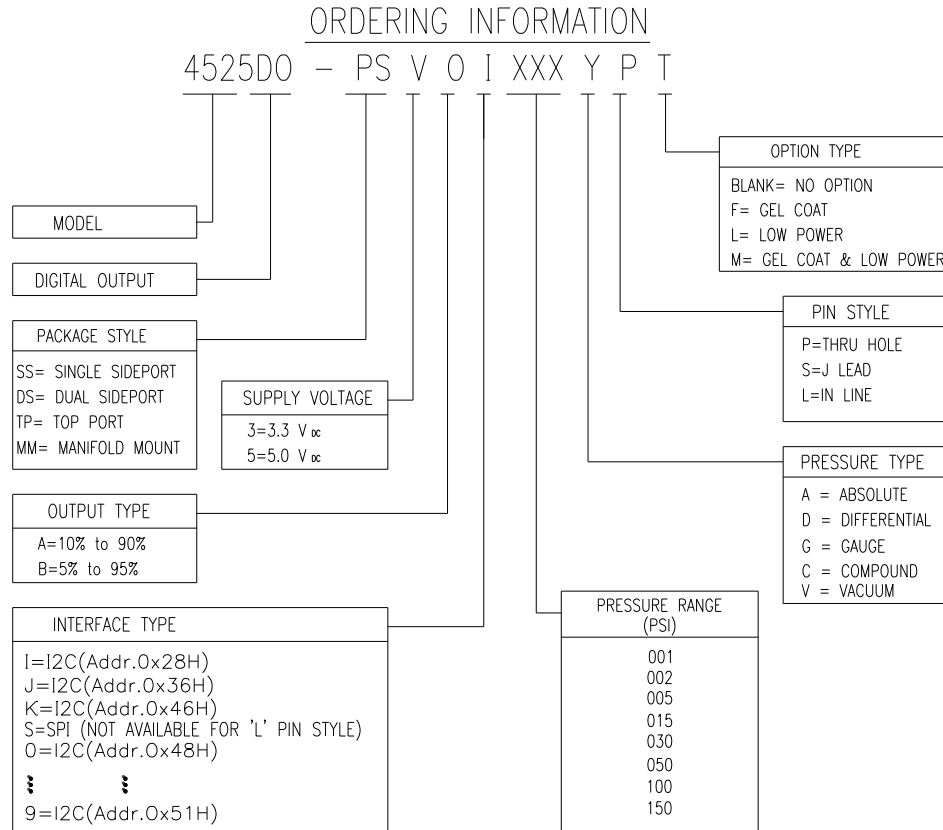 ORDERING INFORMATION
4525DO - PS V O I XXX Y P T
OPTION TYPE
BLANK= NO OPTION
F= GEL COAT
L= LOW POWER
M= GEL COAT & LOW POWER
MODEL
DIGITAL OUTPUT
PACKAGE STYLE
SS= SINGLE SIDEPORT
DS= DUAL SIDEPORT
TP= TOP PORT
MM= MANIFOLD MOUNT
SUPPLY VOLTAGE
3=3.3 V DC
5=5.0 V DC
PIN STYLE
P=THRU HOLE
S=J LEAD
L=IN LINE
OUTPUT TYPE
A=10% to 90%
B=5% to 95%
PRESSURE TYPE
A = ABSOLUTE
D = DIFFERENTIAL
G = GAUGE
C = COMPOUND
V = VACUUM
INTERFACE TYPE
I=I2C(Addr.0x28H)
J=I2C(Addr.0x36H)
K=I2C(Addr.0x46H)
S=SPI (NOT AVAILABLE FOR 'L' PIN STYLE)
0=I2C(Addr.0x48H)
9=I2C(Addr.0x51H)
PRESSURE RANGE
(PSI)
001
002
005
015
030
050
100
150